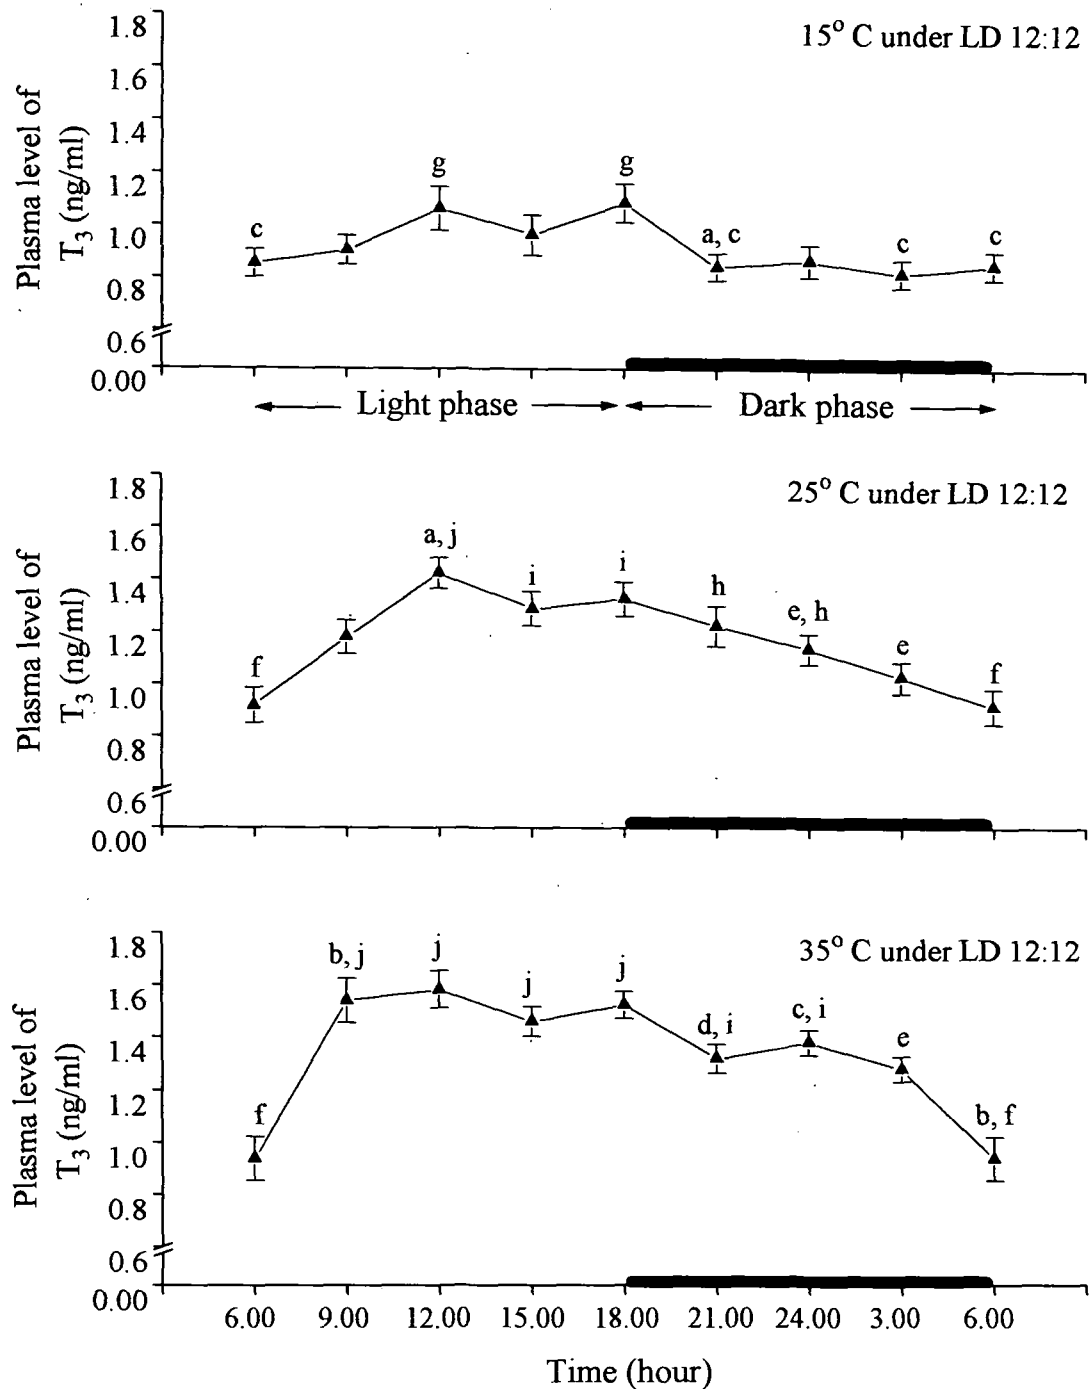 15° C under LD 12:12
Plasma level of
T₃ (ng/ml)
1.8
1.6
1.4
1.2
1.0
0.8
0.6
0.00
c
g
g
a, c
c
c
Light phase
Dark phase
25° C under LD 12:12
Plasma level of
T₃ (ng/ml)
1.8
1.6
1.4
1.2
1.0
0.8
0.6
0.00
f
a, j
i
i
h
e, h
e
f
35° C under LD 12:12
Plasma level of
T₃ (ng/ml)
1.8
1.6
1.4
1.2
1.0
0.8
0.6
0.00
f
b, j
j
j
j
d, i
c, i
e
b, f
6.00 9.00 12.00 15.00 18.00 21.00 24.00 3.00 6.00
Time (hour)